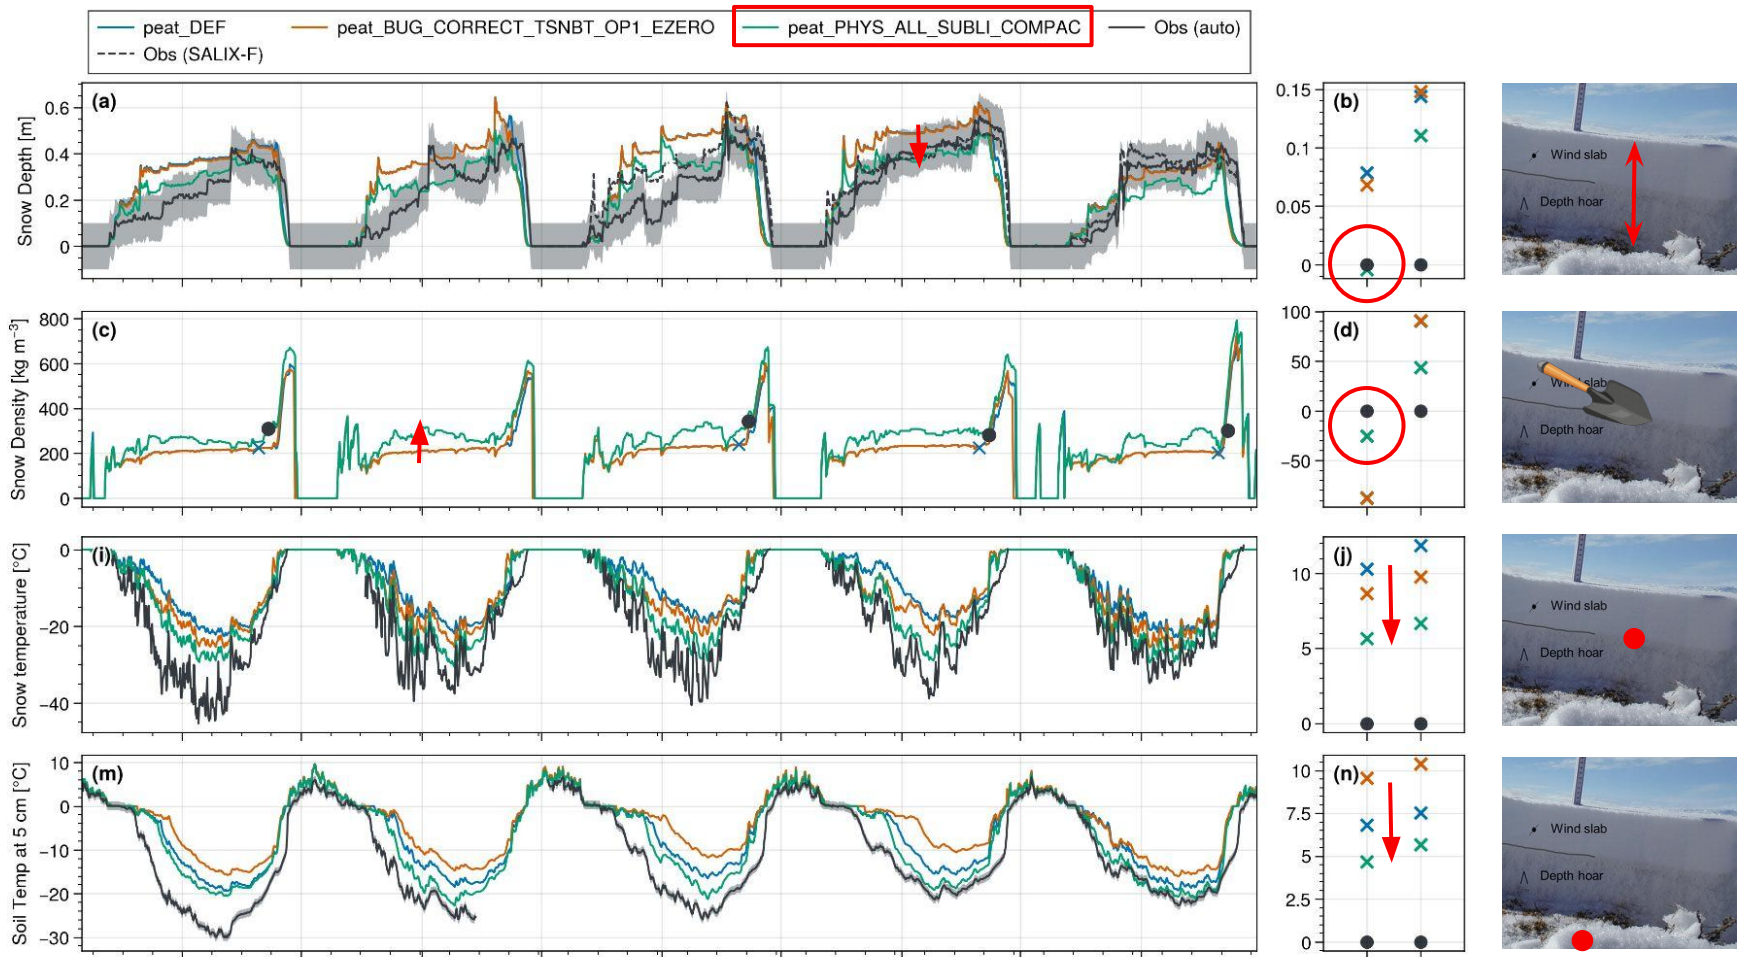 peat_DEF peat_BUG_CORRECT_TSNBT_OP1_EZERO peat_PHYS_ALL_SUBLI_COMPAC Obs (auto)
Obs (SALIX-F)
Snow Depth [m]
0.6
0.4
0.2
0
(a)
(b)
0.15
0.1
0.05
0
Wind slab
Depth hoar
Snow Density [kg m⁻³]
800
600
400
200
0
(c)
(d)
100
50
0
−50
Wind slab
Depth hoar
Snow temperature [°C]
0
−20
−40
(i)
(j)
10
5
0
Wind slab
Depth hoar
Soil Temp at 5 cm [°C]
10
0
−10
−20
−30
(m)
(n)
10
7.5
5
2.5
0
Wind slab
Depth hoar